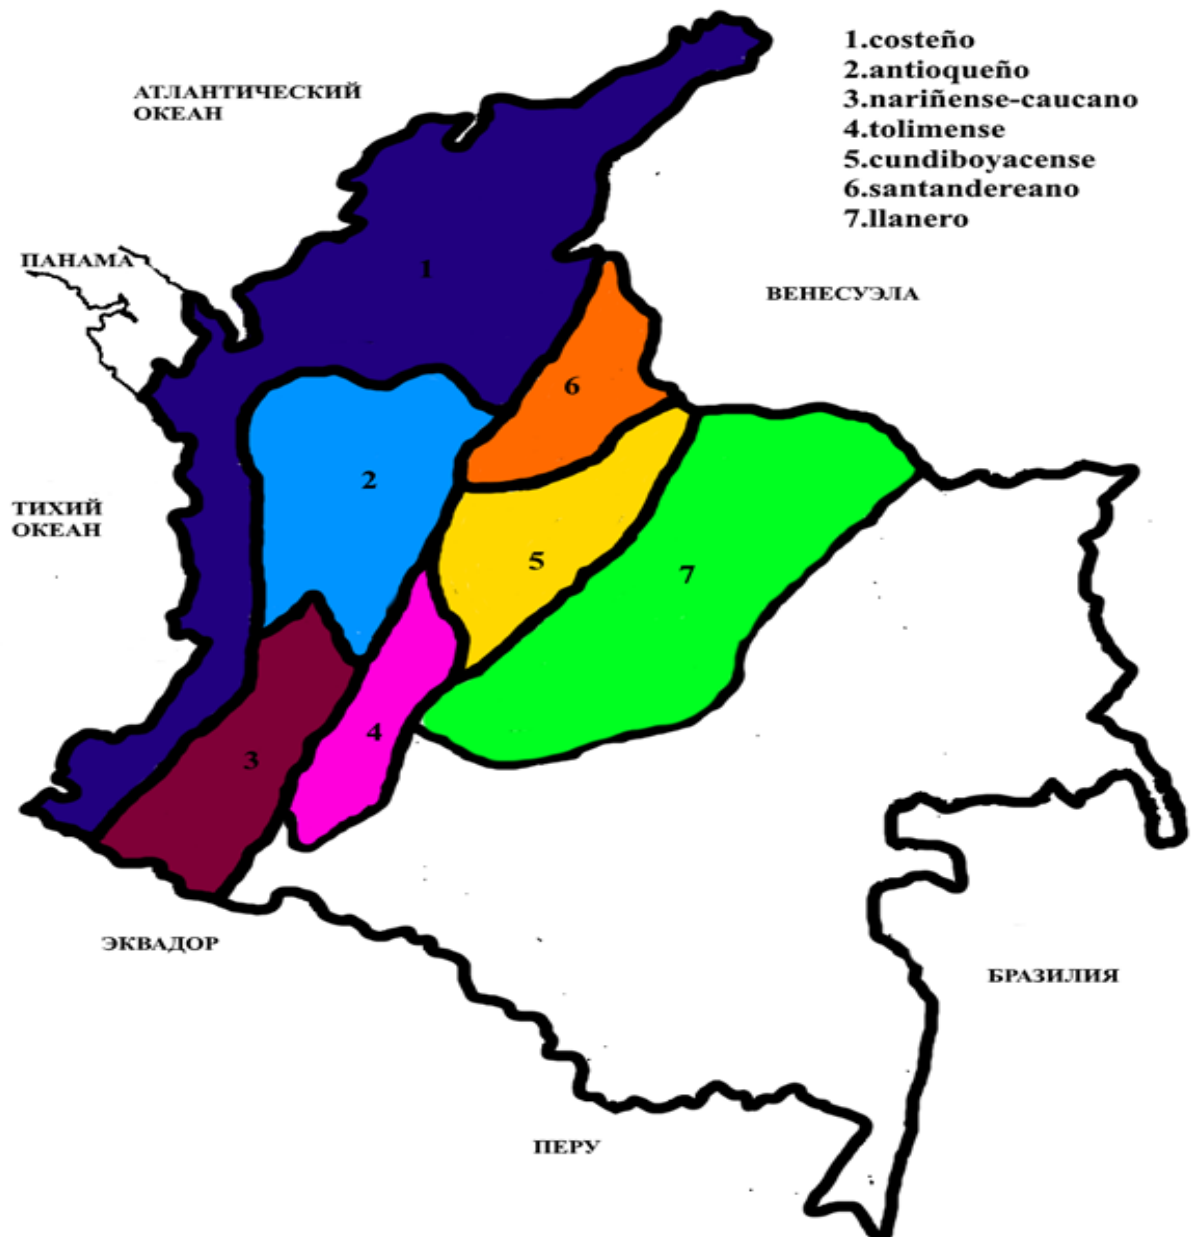 1.costeño
2.antioqueño
3.nariñense-caucano
4.tolimense
5.cundiboyacense
6.santandereano
7.llanero
АТЛАНТИЧЕСКИЙ
ОКЕАН
ПАНАМА
ВЕНЕСУЭЛА
ТИХИЙ
ОКЕАН
1
6
2
5
7
4
3
ЭКВАДОР
БРАЗИЛИЯ
ПЕРУ